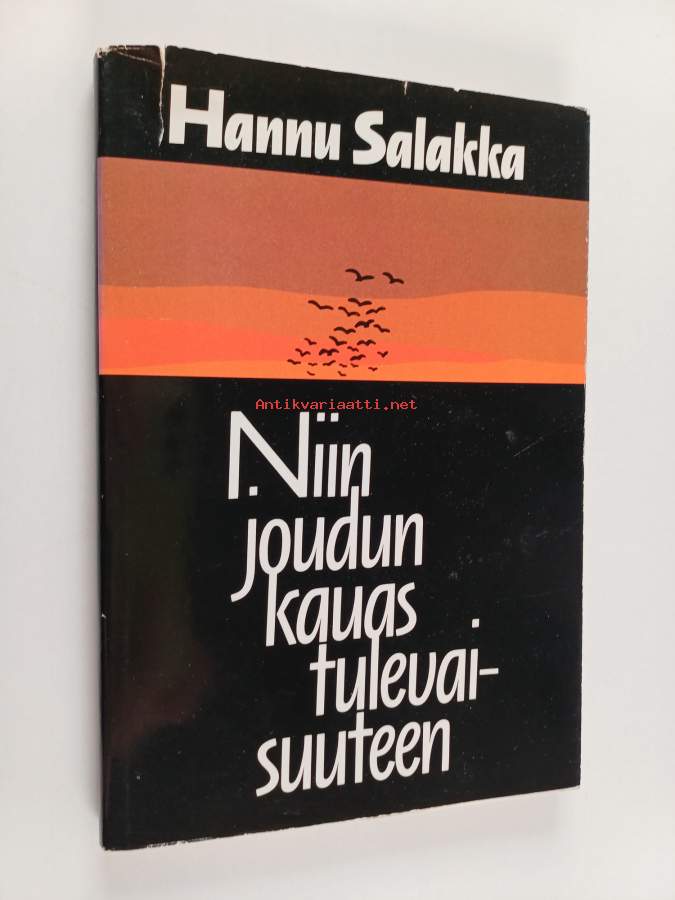 Hannu Salakka
Antikvariaatti.net
Niin
joudun
kauas
tulevai-
suuteen